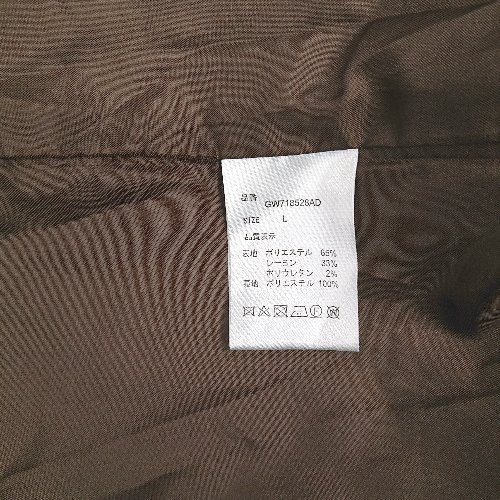 品番 GW718528AD
SIZE L
品質表示
表地 ポリエステル 65%
レーヨン 33%
ポリウレタン 2%
裏地 ポリエステル 100%